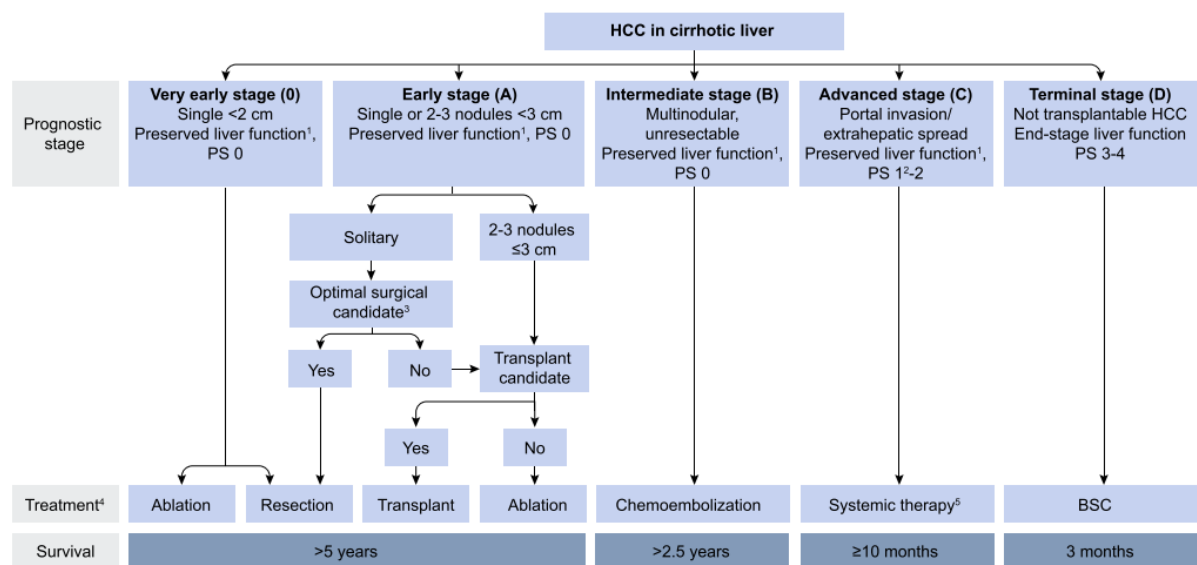 HCC in cirrhotic liver
Prognostic
stage
Very early stage (0)
Single <2 cm
Preserved liver function¹,
PS 0
Early stage (A)
Single or 2-3 nodules <3 cm
Preserved liver function¹, PS 0
Intermediate stage (B)
Multinodular,
unresectable
Preserved liver function¹,
PS 0
Advanced stage (C)
Portal invasion/
extrahepatic spread
Preserved liver function¹,
PS 1²-2
Terminal stage (D)
Not transplantable HCC
End-stage liver function
PS 3-4
Solitary
2-3 nodules
≤3 cm
Optimal surgical
candidate³
Yes
No
Transplant
candidate
Yes
No
Treatment⁴
Ablation
Resection
Transplant
Ablation
Chemoembolization
Systemic therapy⁵
BSC
Survival
>5 years
>2.5 years
≥10 months
3 months